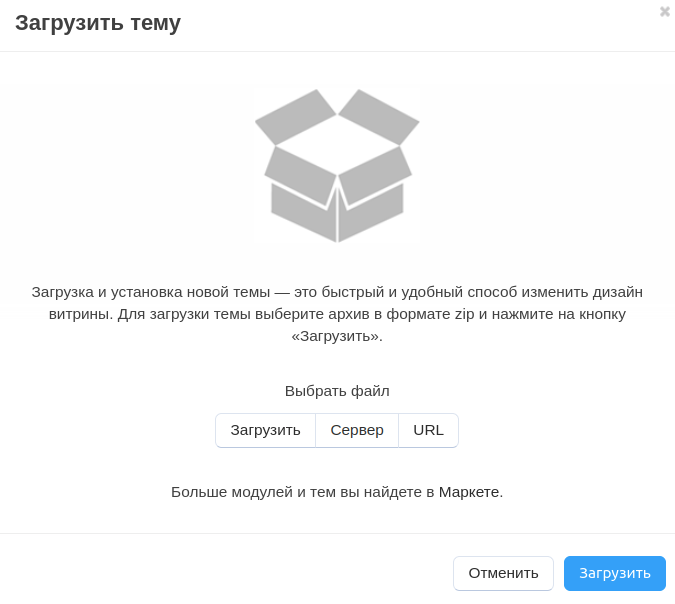 Загрузить тему
Загрузка и установка новой темы — это быстрый и удобный способ изменить дизайн
витрины. Для загрузки темы выберите архив в формате zip и нажмите на кнопку
«Загрузить».
Выбрать файл
Загрузить Сервер URL
Больше модулей и тем вы найдете в Маркете.
Отменить Загрузить